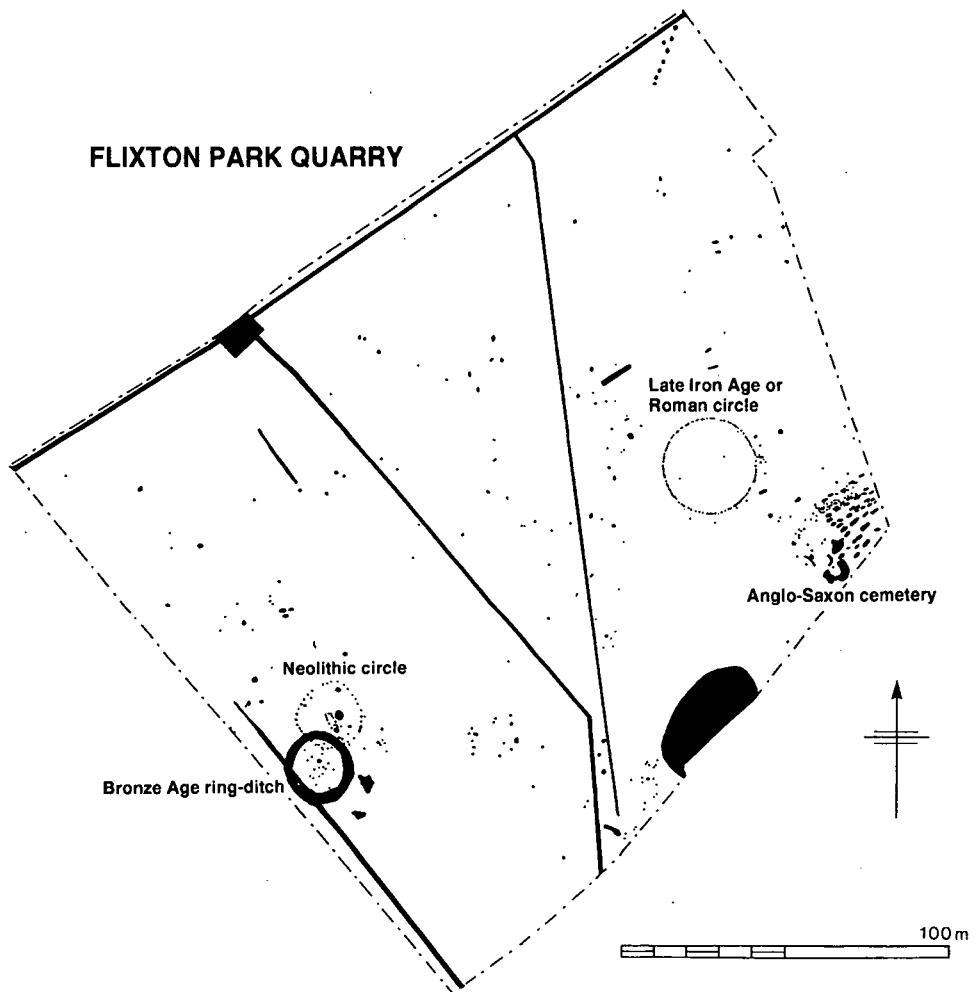 FLIXTON PARK QUARRY
Late Iron Age or
Roman circle
Anglo-Saxon cemetery
Neolithic circle
Bronze Age ring-ditch
100 m